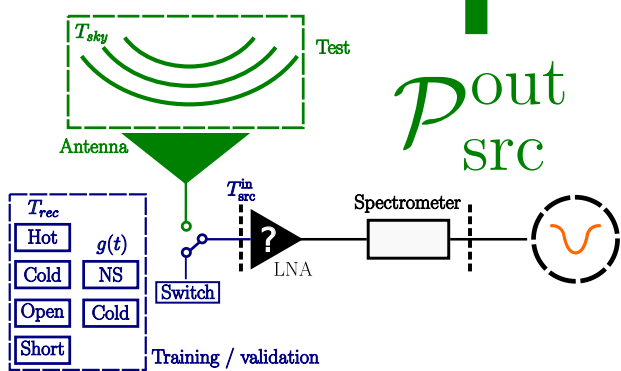 T_sky
Test
Antenna
P^out_src
T_rec
Hot
Cold
Open
Short
g(t)
NS
Cold
Switch
T^in_src
?
LNA
Spectrometer
Training / validation